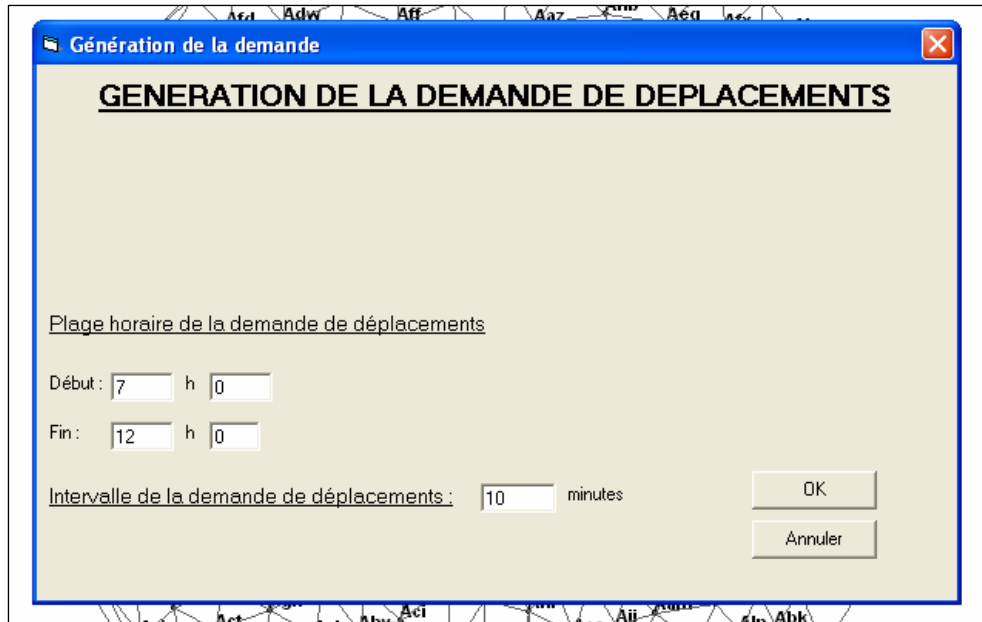 Afd Adw Aff Aaz Aéq
Génération de la demande
GENERATION DE LA DEMANDE DE DEPLACEMENTS
Plage horaire de la demande de déplacements
Début : 7 h 0
Fin : 12 h 0
Intervalle de la demande de déplacements : 10 minutes
OK
Annuler
Aci Aii Abk